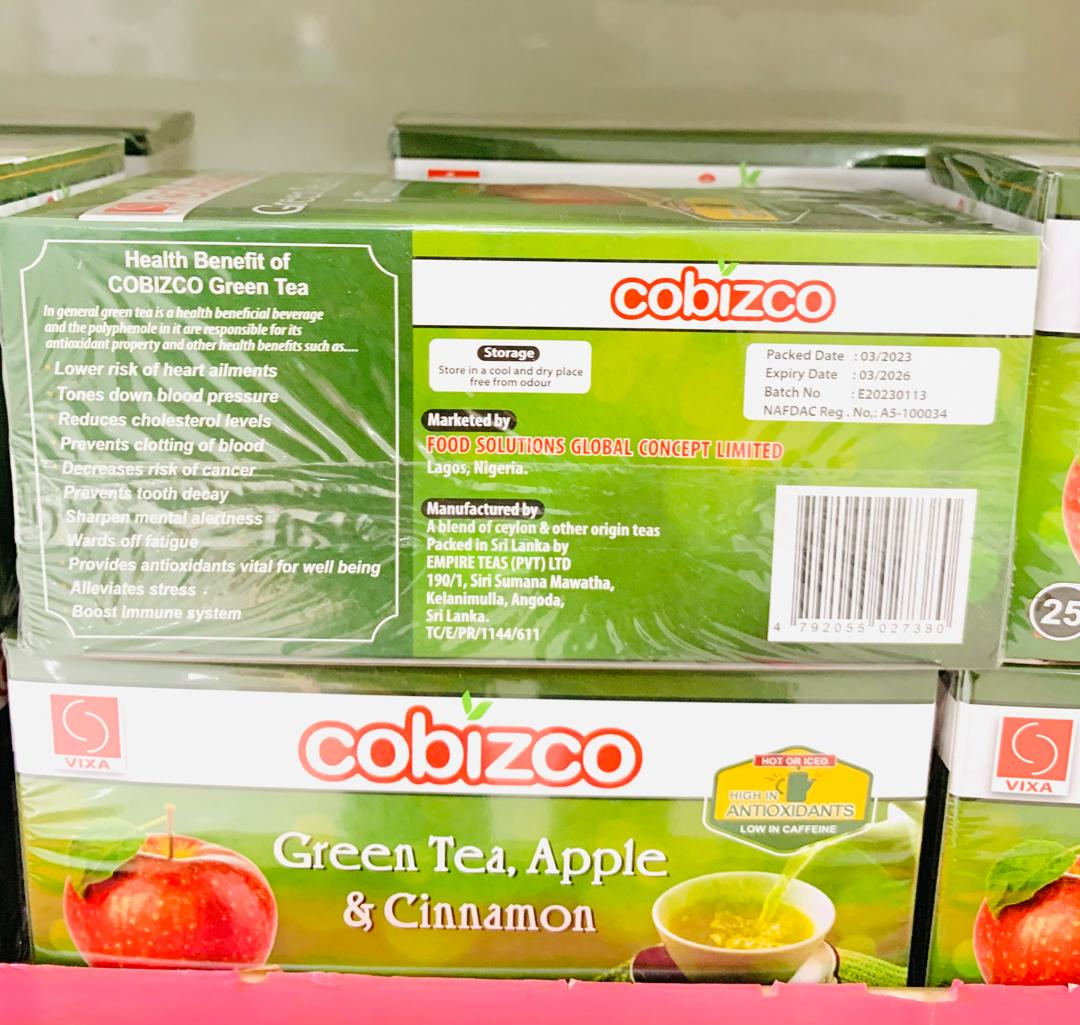 Health Benefit of
COBIZCO Green Tea
In general green tea is a health beneficial beverage
and the polyphenole in it are responsible for its
antioxidant property and other health benefits such as....
Lower risk of heart ailments
Tones down blood pressure
Reduces cholesterol levels
Prevents clotting of blood
Decreases risk of cancer
Prevents tooth decay
Sharpen mental alertness
Wards off fatigue
Provides antioxidants vital for well being
Alleviates stress
Boost Immune system
cobizco
Storage
Store in a cool and dry place
free from odour
Packed Date : 03/2023
Expiry Date : 03/2026
Batch No : E20230113
NAFDAC Reg . No,: A5-100034
Marketed by
FOOD SOLUTIONS GLOBAL CONCEPT LIMITED
Lagos, Nigeria.
Manufactured by
A blend of ceylon & other origin teas
Packed in Sri Lanka by
EMPIRE TEAS (PVT) LTD
190/1, Siri Sumana Mawatha,
Kelanimulla, Angoda,
Sri Lanka.
TC/E/PR/1144/611
4 792055 027380
25
VIXA
cobizco
HOT OR ICED
HIGH IN
ANTIOXIDANTS
LOW IN CAFFEINE
Green Tea, Apple
& Cinnamon
VIXA